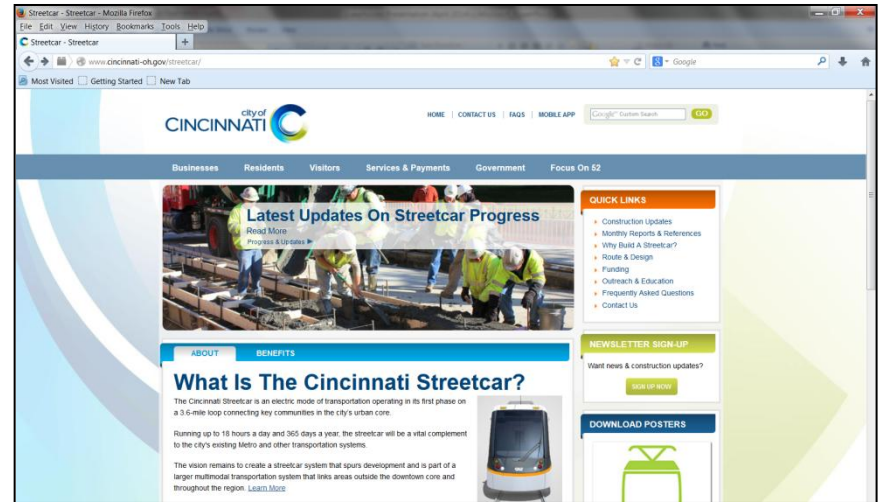 Streetcar - Streetcar - Mozilla Firefox
File Edit View History Bookmarks Tools Help
Streetcar - Streetcar
www.cincinnati-oh.gov/streetcar/
Google
Most Visited Getting Started New Tab
city of
CINCINNATI
HOME | CONTACT US | FAQS | MOBILE APP
Google™ Custom Search GO
Businesses Residents Visitors Services & Payments Government Focus On 52
Latest Updates On Streetcar Progress
Read More
Progress & Updates
QUICK LINKS
Construction Updates
Monthly Reports & References
Why Build A Streetcar?
Route & Design
Funding
Outreach & Education
Frequently Asked Questions
Contact Us
ABOUT BENEFITS
What Is The Cincinnati Streetcar?
The Cincinnati Streetcar is an electric mode of transportation operating in its first phase on
a 3.6-mile loop connecting key communities in the city's urban core.
Running up to 18 hours a day and 365 days a year, the streetcar will be a vital complement
to the city's existing Metro and other transportation systems.
The vision remains to create a streetcar system that spurs development and is part of a
larger multimodal transportation system that links areas outside the downtown core and
throughout the region. Learn More
NEWSLETTER SIGN-UP
Want news & construction updates?
SIGN UP NOW
DOWNLOAD POSTERS